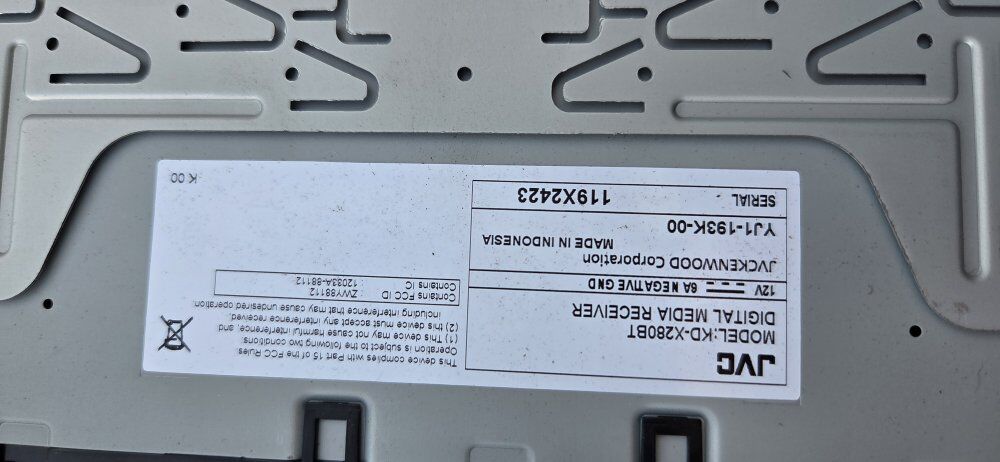 JVC
MODEL:KD-X280BT
DIGITAL MEDIA RECEIVER
12V 6A NEGATIVE GND
JVCKENWOOD Corporation
MADE IN INDONESIA
YJ1-193K-00
SERIAL 119X2423
This device complies with Part 15 of the FCC Rules.
Operation is subject to the following two conditions.
(1) This device may not cause harmful interference, and,
(2) this device must accept any interference received,
including interference that may cause undesired operation.
Contains FCC ID : ZWY88112
Contains IC : 12033A-88112
K 00